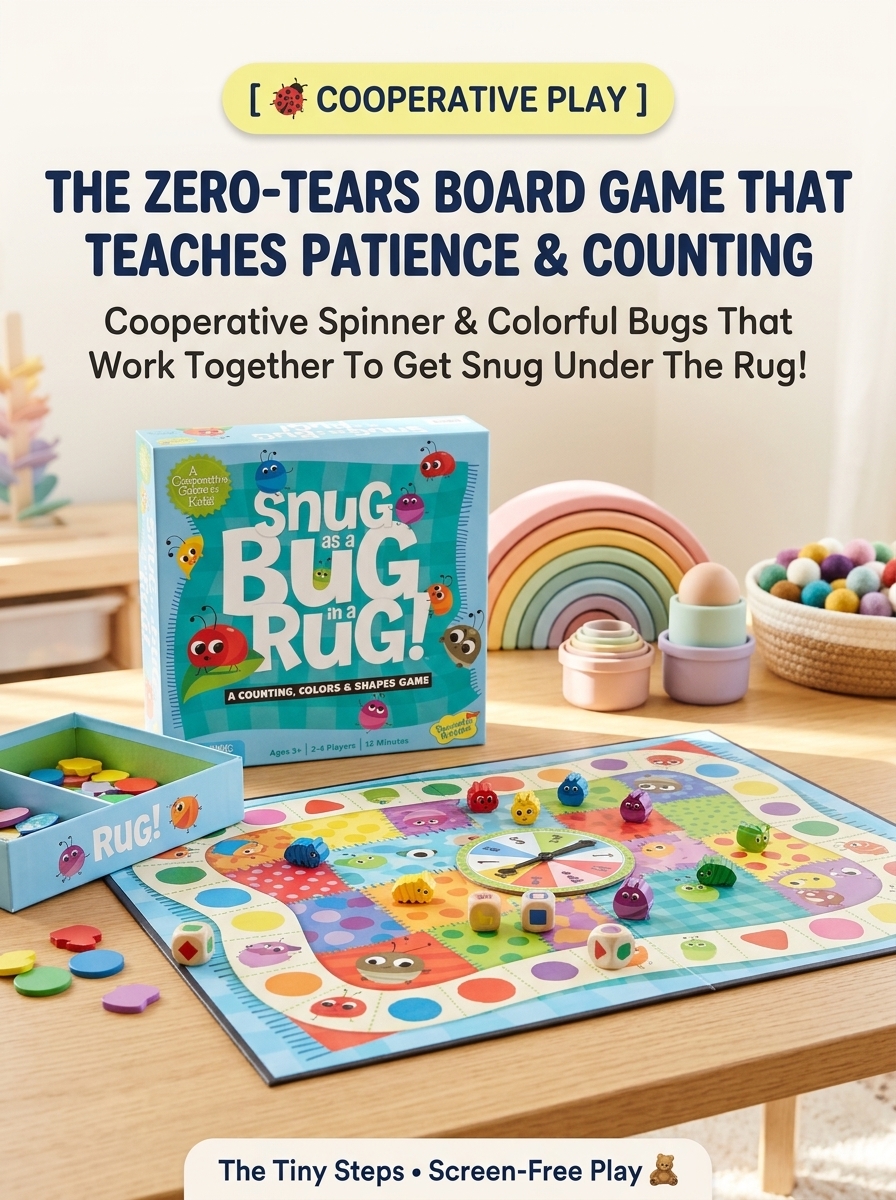 [🐞 COOPERATIVE PLAY ]
THE ZERO-TEARS BOARD GAME THAT
TEACHES PATIENCE & COUNTING
Cooperative Spinner & Colorful Bugs That
Work Together To Get Snug Under The Rug!
A
Snug
as a
Bug
in a
Rug!
A COUNTING, COLORS & SHAPES GAME
Ages 3+ | 2-4 Players | 12 Minutes
RUG!
The Tiny Steps • Screen-Free Play 🧸